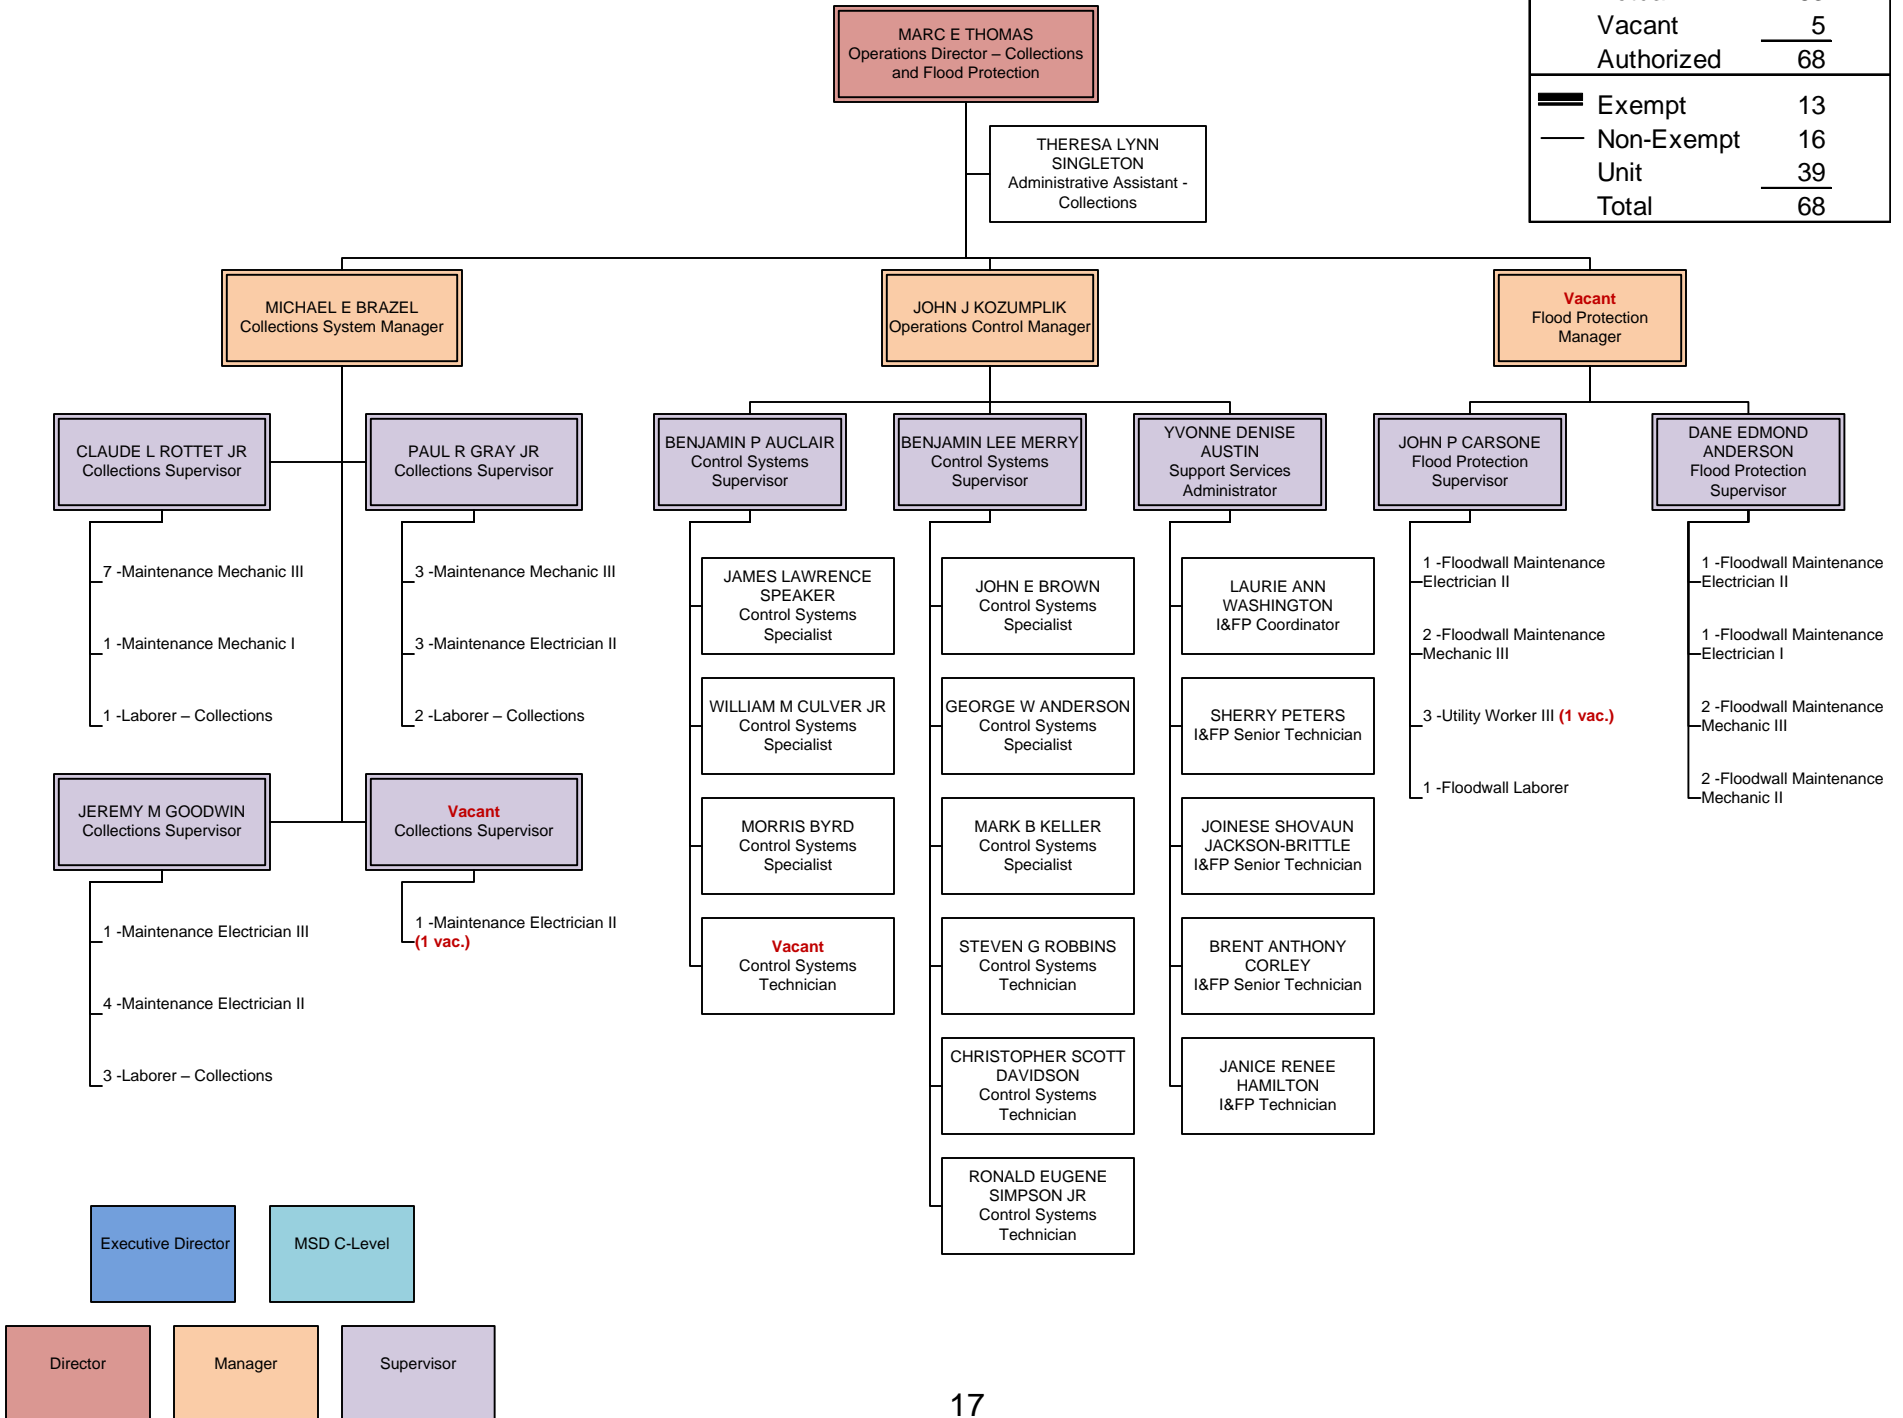 Vacant 5
Authorized 68
Exempt 13
Non-Exempt 16
Unit 39
Total 68
MARC E THOMAS
Operations Director – Collections
and Flood Protection
THERESA LYNN
SINGLETON
Administrative Assistant -
Collections
MICHAEL E BRAZEL
Collections System Manager
JOHN J KOZUMPLIK
Operations Control Manager
Vacant
Flood Protection
Manager
CLAUDE L ROTTET JR
Collections Supervisor
PAUL R GRAY JR
Collections Supervisor
BENJAMIN P AUCLAIR
Control Systems
Supervisor
BENJAMIN LEE MERRY
Control Systems
Supervisor
YVONNE DENISE
AUSTIN
Support Services
Administrator
JOHN P CARSONE
Flood Protection
Supervisor
DANE EDMOND
ANDERSON
Flood Protection
Supervisor
7 -Maintenance Mechanic III
1 -Maintenance Mechanic I
1 -Laborer – Collections
3 -Maintenance Mechanic III
3 -Maintenance Electrician II
2 -Laborer – Collections
JEREMY M GOODWIN
Collections Supervisor
Vacant
Collections Supervisor
1 -Maintenance Electrician III
4 -Maintenance Electrician II
3 -Laborer – Collections
1 -Maintenance Electrician II
(1 vac.)
JAMES LAWRENCE
SPEAKER
Control Systems
Specialist
WILLIAM M CULVER JR
Control Systems
Specialist
MORRIS BYRD
Control Systems
Specialist
Vacant
Control Systems
Technician
JOHN E BROWN
Control Systems
Specialist
GEORGE W ANDERSON
Control Systems
Specialist
MARK B KELLER
Control Systems
Specialist
STEVEN G ROBBINS
Control Systems
Technician
CHRISTOPHER SCOTT
DAVIDSON
Control Systems
Technician
RONALD EUGENE
SIMPSON JR
Control Systems
Technician
LAURIE ANN
WASHINGTON
I&FP Coordinator
SHERRY PETERS
I&FP Senior Technician
JOINESE SHOVAUN
JACKSON-BRITTLE
I&FP Senior Technician
BRENT ANTHONY
CORLEY
I&FP Senior Technician
JANICE RENEE
HAMILTON
I&FP Technician
1 -Floodwall Maintenance
Electrician II
2 -Floodwall Maintenance
Mechanic III
3 -Utility Worker III (1 vac.)
1 -Floodwall Laborer
1 -Floodwall Maintenance
Electrician II
1 -Floodwall Maintenance
Electrician I
2 -Floodwall Maintenance
Mechanic III
2 -Floodwall Maintenance
Mechanic II
Executive Director
MSD C-Level
Director
Manager
Supervisor
17